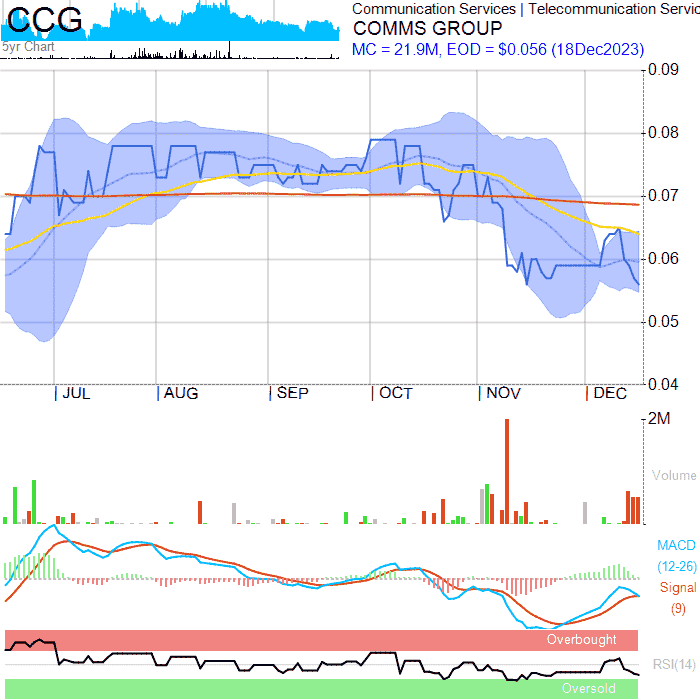 CCG
5yr Chart
Communication Services | Telecommunication Servic
COMMS GROUP
MC = 21.9M, EOD = $0.056 (18Dec2023)
0.09
0.08
0.07
0.06
0.05
0.04
JUL AUG SEP OCT NOV DEC
2M
Volume
MACD
(12-26)
Signal
(9)
Overbought
RSI(14)
Oversold